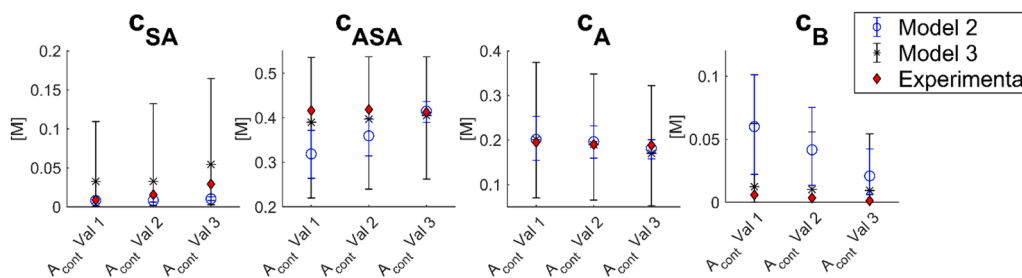 c_SA
c_ASA
c_A
c_B
Model 2
Model 3
Experimenta
[M]
0.2
0.15
0.1
0.05
0
A_cont Val 1
A_cont Val 2
A_cont Val 3
[M]
0.5
0.4
0.3
0.2
A_cont Val 1
A_cont Val 2
A_cont Val 3
[M]
0.4
0.3
0.2
0.1
A_cont Val 1
A_cont Val 2
A_cont Val 3
[M]
0.1
0.05
0
A_cont Val 1
A_cont Val 2
A_cont Val 3